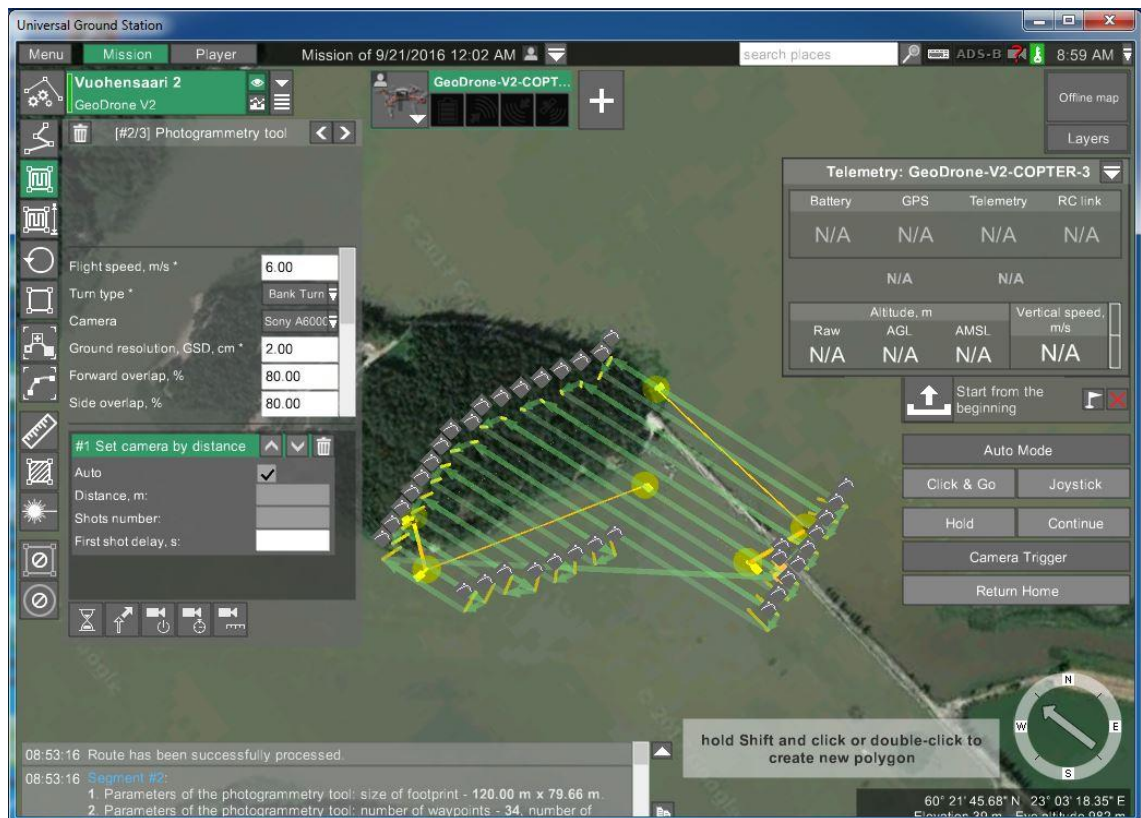 Universal Ground Station
Menu Mission Player Mission of 9/21/2016 12:02 AM search places ADS-B 8:59 AM
Vuohensaari 2
GeoDrone V2
GeoDrone-V2-COPT...
Offline map
Layers
[#2/3] Photogrammetry tool
Telemetry: GeoDrone-V2-COPTER-3
Battery GPS Telemetry RC link
N/A N/A N/A N/A
N/A N/A
Altitude, m Vertical speed, m/s
Raw AGL AMSL
N/A N/A N/A N/A
Flight speed, m/s * 6.00
Turn type * Bank Turn
Camera Sony A6000
Ground resolution, GSD, cm * 2.00
Forward overlap, % 80.00
Side overlap, % 80.00
Start from the
beginning
#1 Set camera by distance
Auto
Distance, m:
Shots number:
First shot delay, s:
Auto Mode
Click & Go Joystick
Hold Continue
Camera Trigger
Return Home
N
W E
S
hold Shift and click or double-click to
create new polygon
08:53:16 Route has been successfully processed.
08:53:16 Segment #2:
1. Parameters of the photogrammetry tool: size of footprint - 120.00 m x 79.66 m.
2. Parameters of the photogrammetry tool: number of waypoints - 34, number of
60° 21' 45.68" N 23° 03' 18.35" E
Elevation 39 m Eye altitude 982 m